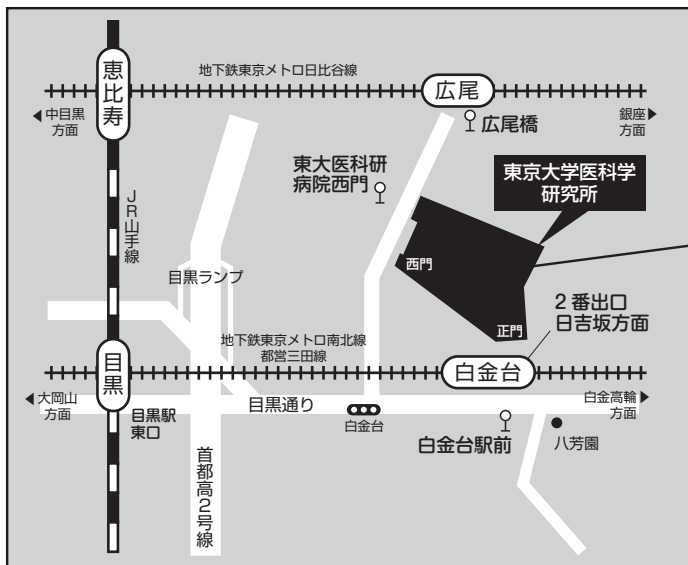 地下鉄東京メトロ日比谷線
恵比寿
広尾
中目黒
方面
広尾橋
銀座
方面
東大医科研
病院西門
東京大学医科学
研究所
JR山手線
目黒ランプ
西門
正門
2番出口
日吉坂方面
地下鉄東京メトロ南北線
都営三田線
目黒
白金台
大岡山
方面
目黒駅
東口
目黒通り
白金台
白金台駅前
八芳園
白金高輪
方面
首都高2号線